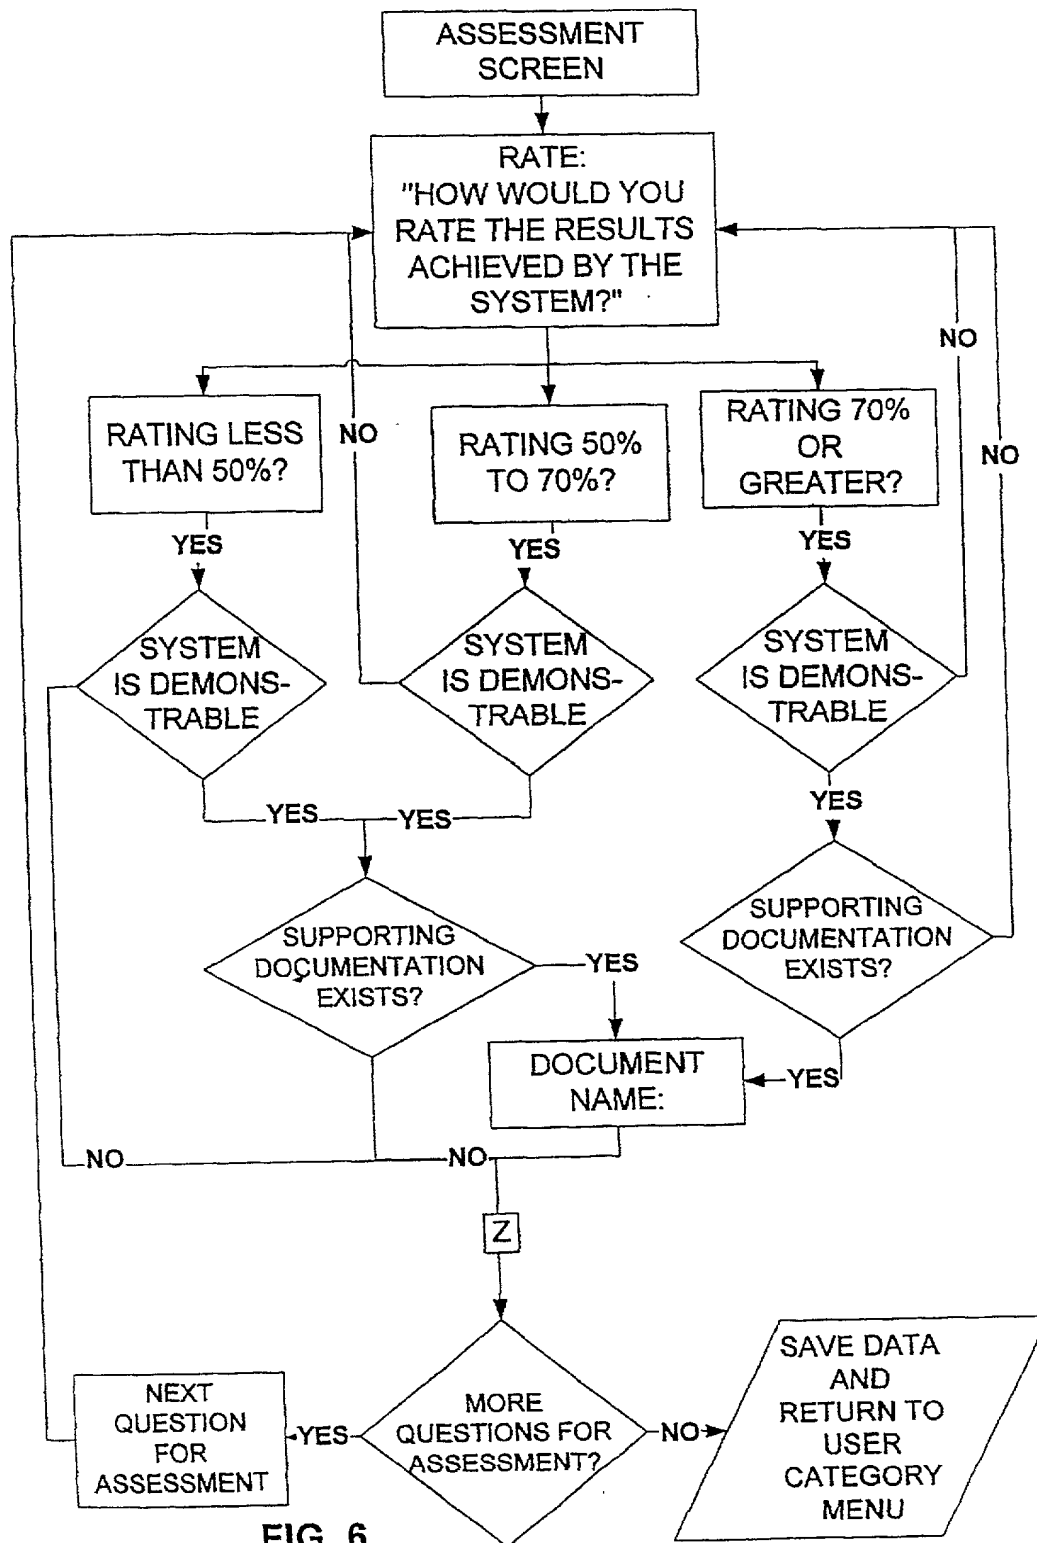 ASSESSMENT
SCREEN
RATE:
"HOW WOULD YOU
RATE THE RESULTS
ACHIEVED BY THE
SYSTEM?"
NO
RATING LESS
THAN 50%?
NO
RATING 50%
TO 70%?
RATING 70%
OR
GREATER?
NO
YES
YES
YES
SYSTEM
IS DEMONS-
TRABLE
SYSTEM
IS DEMONS-
TRABLE
SYSTEM
IS DEMONS-
TRABLE
YES
YES
YES
SUPPORTING
DOCUMENTATION
EXISTS?
YES
SUPPORTING
DOCUMENTATION
EXISTS?
DOCUMENT
NAME:
YES
NO
NO
Z
NEXT
QUESTION
FOR
ASSESSMENT
YES
MORE
QUESTIONS FOR
ASSESSMENT?
NO
SAVE DATA
AND
RETURN TO
USER
CATEGORY
MENU
FIG. 6